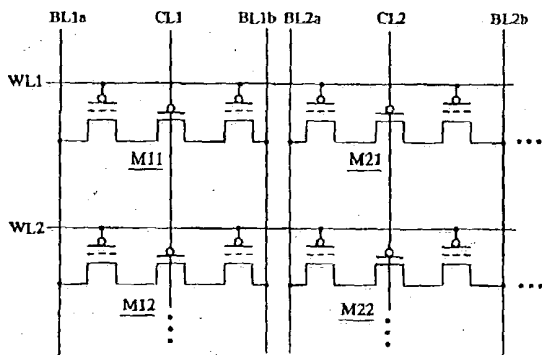 BL1a CL1 BL1b BL2a CL2 BL2b
WL1
M11 M21
WL2
M12 M22